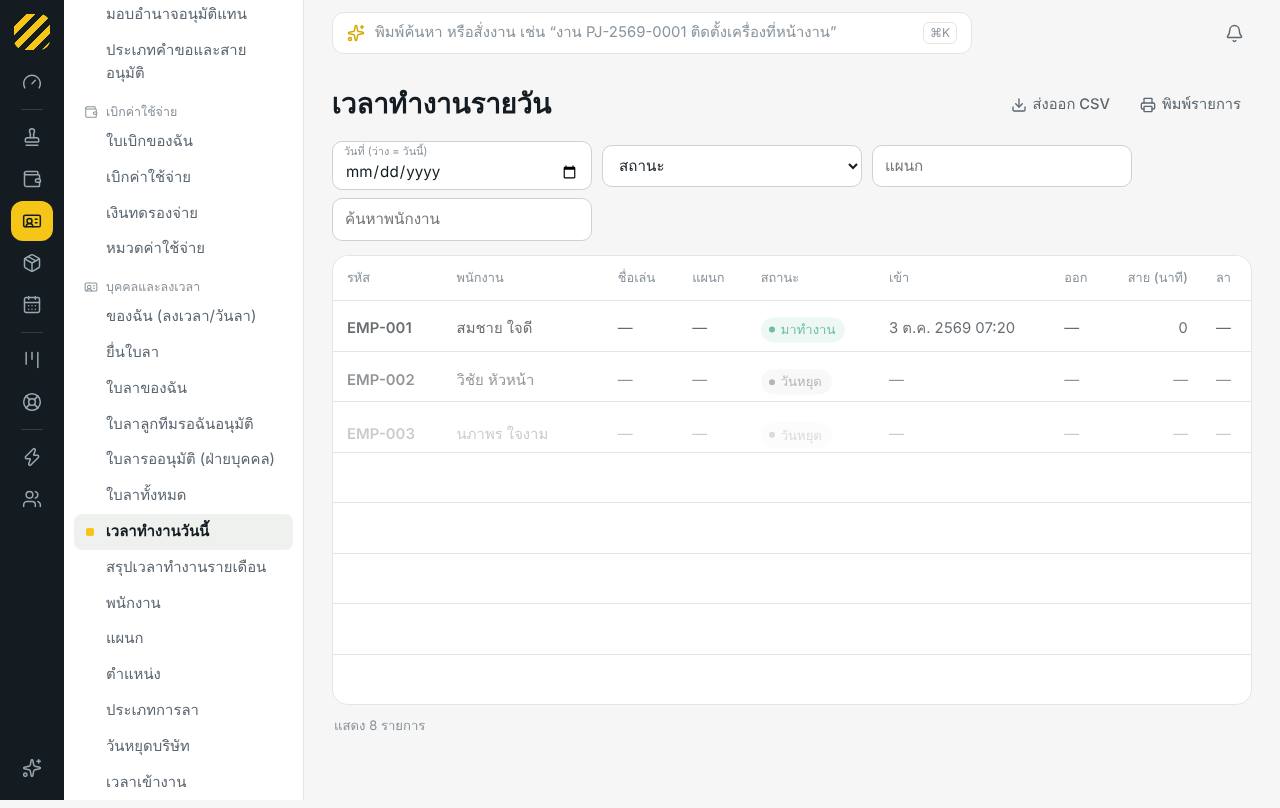 มอบอำนาจอนุมัติแทน
ประเภทคำขอและสาย
อนุมัติ
เบิกค่าใช้จ่าย
ใบเบิกของฉัน
เบิกค่าใช้จ่าย
เงินทดรองจ่าย
หมวดค่าใช้จ่าย
บุคคลและลงเวลา
ของฉัน (ลงเวลา/วันลา)
ยื่นใบลา
ใบลาของฉัน
ใบลาลูกทีมรอฉันอนุมัติ
ใบลารออนุมัติ (ฝ่ายบุคคล)
ใบลาทั้งหมด
เวลาทำงานวันนี้
สรุปเวลาทำงานรายเดือน
พนักงาน
แผนก
ตำแหน่ง
ประเภทการลา
วันหยุดบริษัท
เวลาเข้างาน
พิมพ์ค้นหา หรือสั่งงาน เช่น “งาน PJ-2569-0001 ติดตั้งเครื่องที่หน้างาน” ⌘K
เวลาทำงานรายวัน
ส่งออก CSV พิมพ์รายการ
วันที่ (ว่าง = วันนี้)
mm/dd/yyyy สถานะ แผนก
ค้นหาพนักงาน
รหัส พนักงาน ชื่อเล่น แผนก สถานะ เข้า ออก สาย (นาที) ลา
EMP-001 สมชาย ใจดี — — มาทำงาน 3 ต.ค. 2569 07:20 — 0 —
EMP-002 วิชัย หัวหน้า — — วันหยุด — — — —
EMP-003 นภาพร ใจงาม — — วันหยุด — — — —
แสดง 8 รายการ